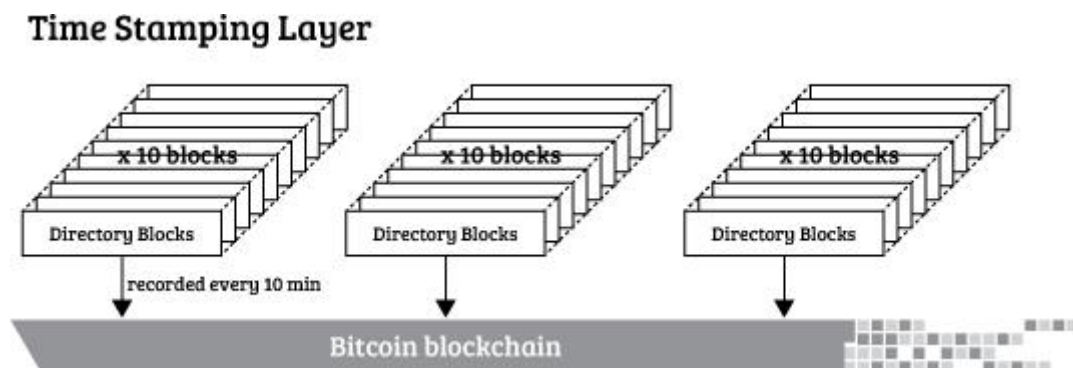 Time Stamping Layer
x 10 blocks
x 10 blocks
x 10 blocks
Directory Blocks
Directory Blocks
Directory Blocks
recorded every 10 min
Bitcoin blockchain